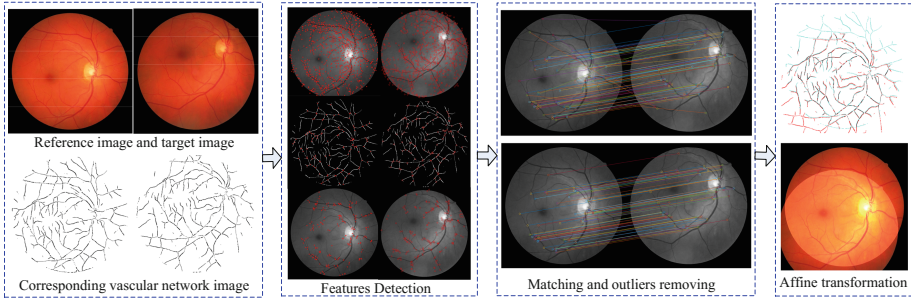 Reference image and target image
Corresponding vascular network image
Features Detection
Matching and outliers removing
Affine transformation